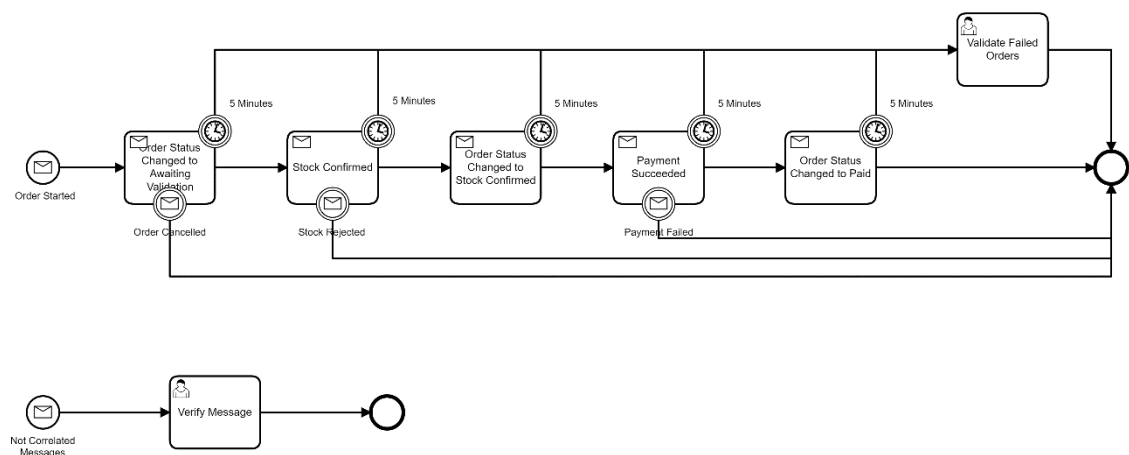 Validate Failed
Orders
5 Minutes
5 Minutes
5 Minutes
5 Minutes
5 Minutes
Order Started
Order Status
Changed to
Awaiting
Validation
Stock Confirmed
Order Status
Changed to
Stock Confirmed
Payment
Succeeded
Order Status
Changed to Paid
Order Cancelled
Stock Rejected
Payment Failed
Verify Message
Not Correlated
Messages